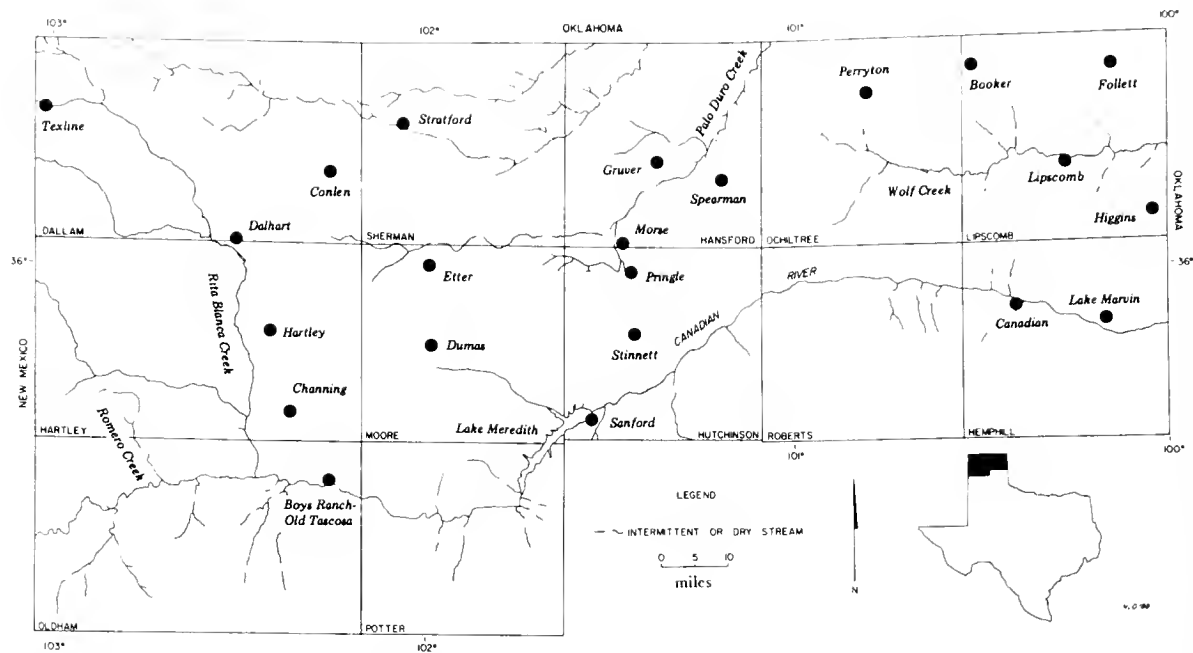 103°
102°
OKLAHOMA
101°
100°
Texline
Stratford
Palo Duro Creek
Perryton
Booker
Follett
Conlen
Gruver
Spearman
Wolf Creek
Lipscomb
OKLAHOMA
Higgins
Dalhart
Morse
DALLAM
SHERMAN
HANSFORD
OCHILTREE
LIPSCOMB
36°
Etter
Pringle
RIVER
36°
Rita Blanca Creek
Canadian
Lake Marvin
Hartley
Dumas
CANADIAN
Stinnett
NEW MEXICO
Channing
Romero Creek
Lake Meredith
Sanford
HARTLEY
MOORE
HUTCHINSON
ROBERTS
HEMPHILL
101°
100°
Boys Ranch-
Old Tascosa
LEGEND
INTERMITTENT OR DRY STREAM
0 5 10
miles
N
OLDHAM
POTTER
103°
102°